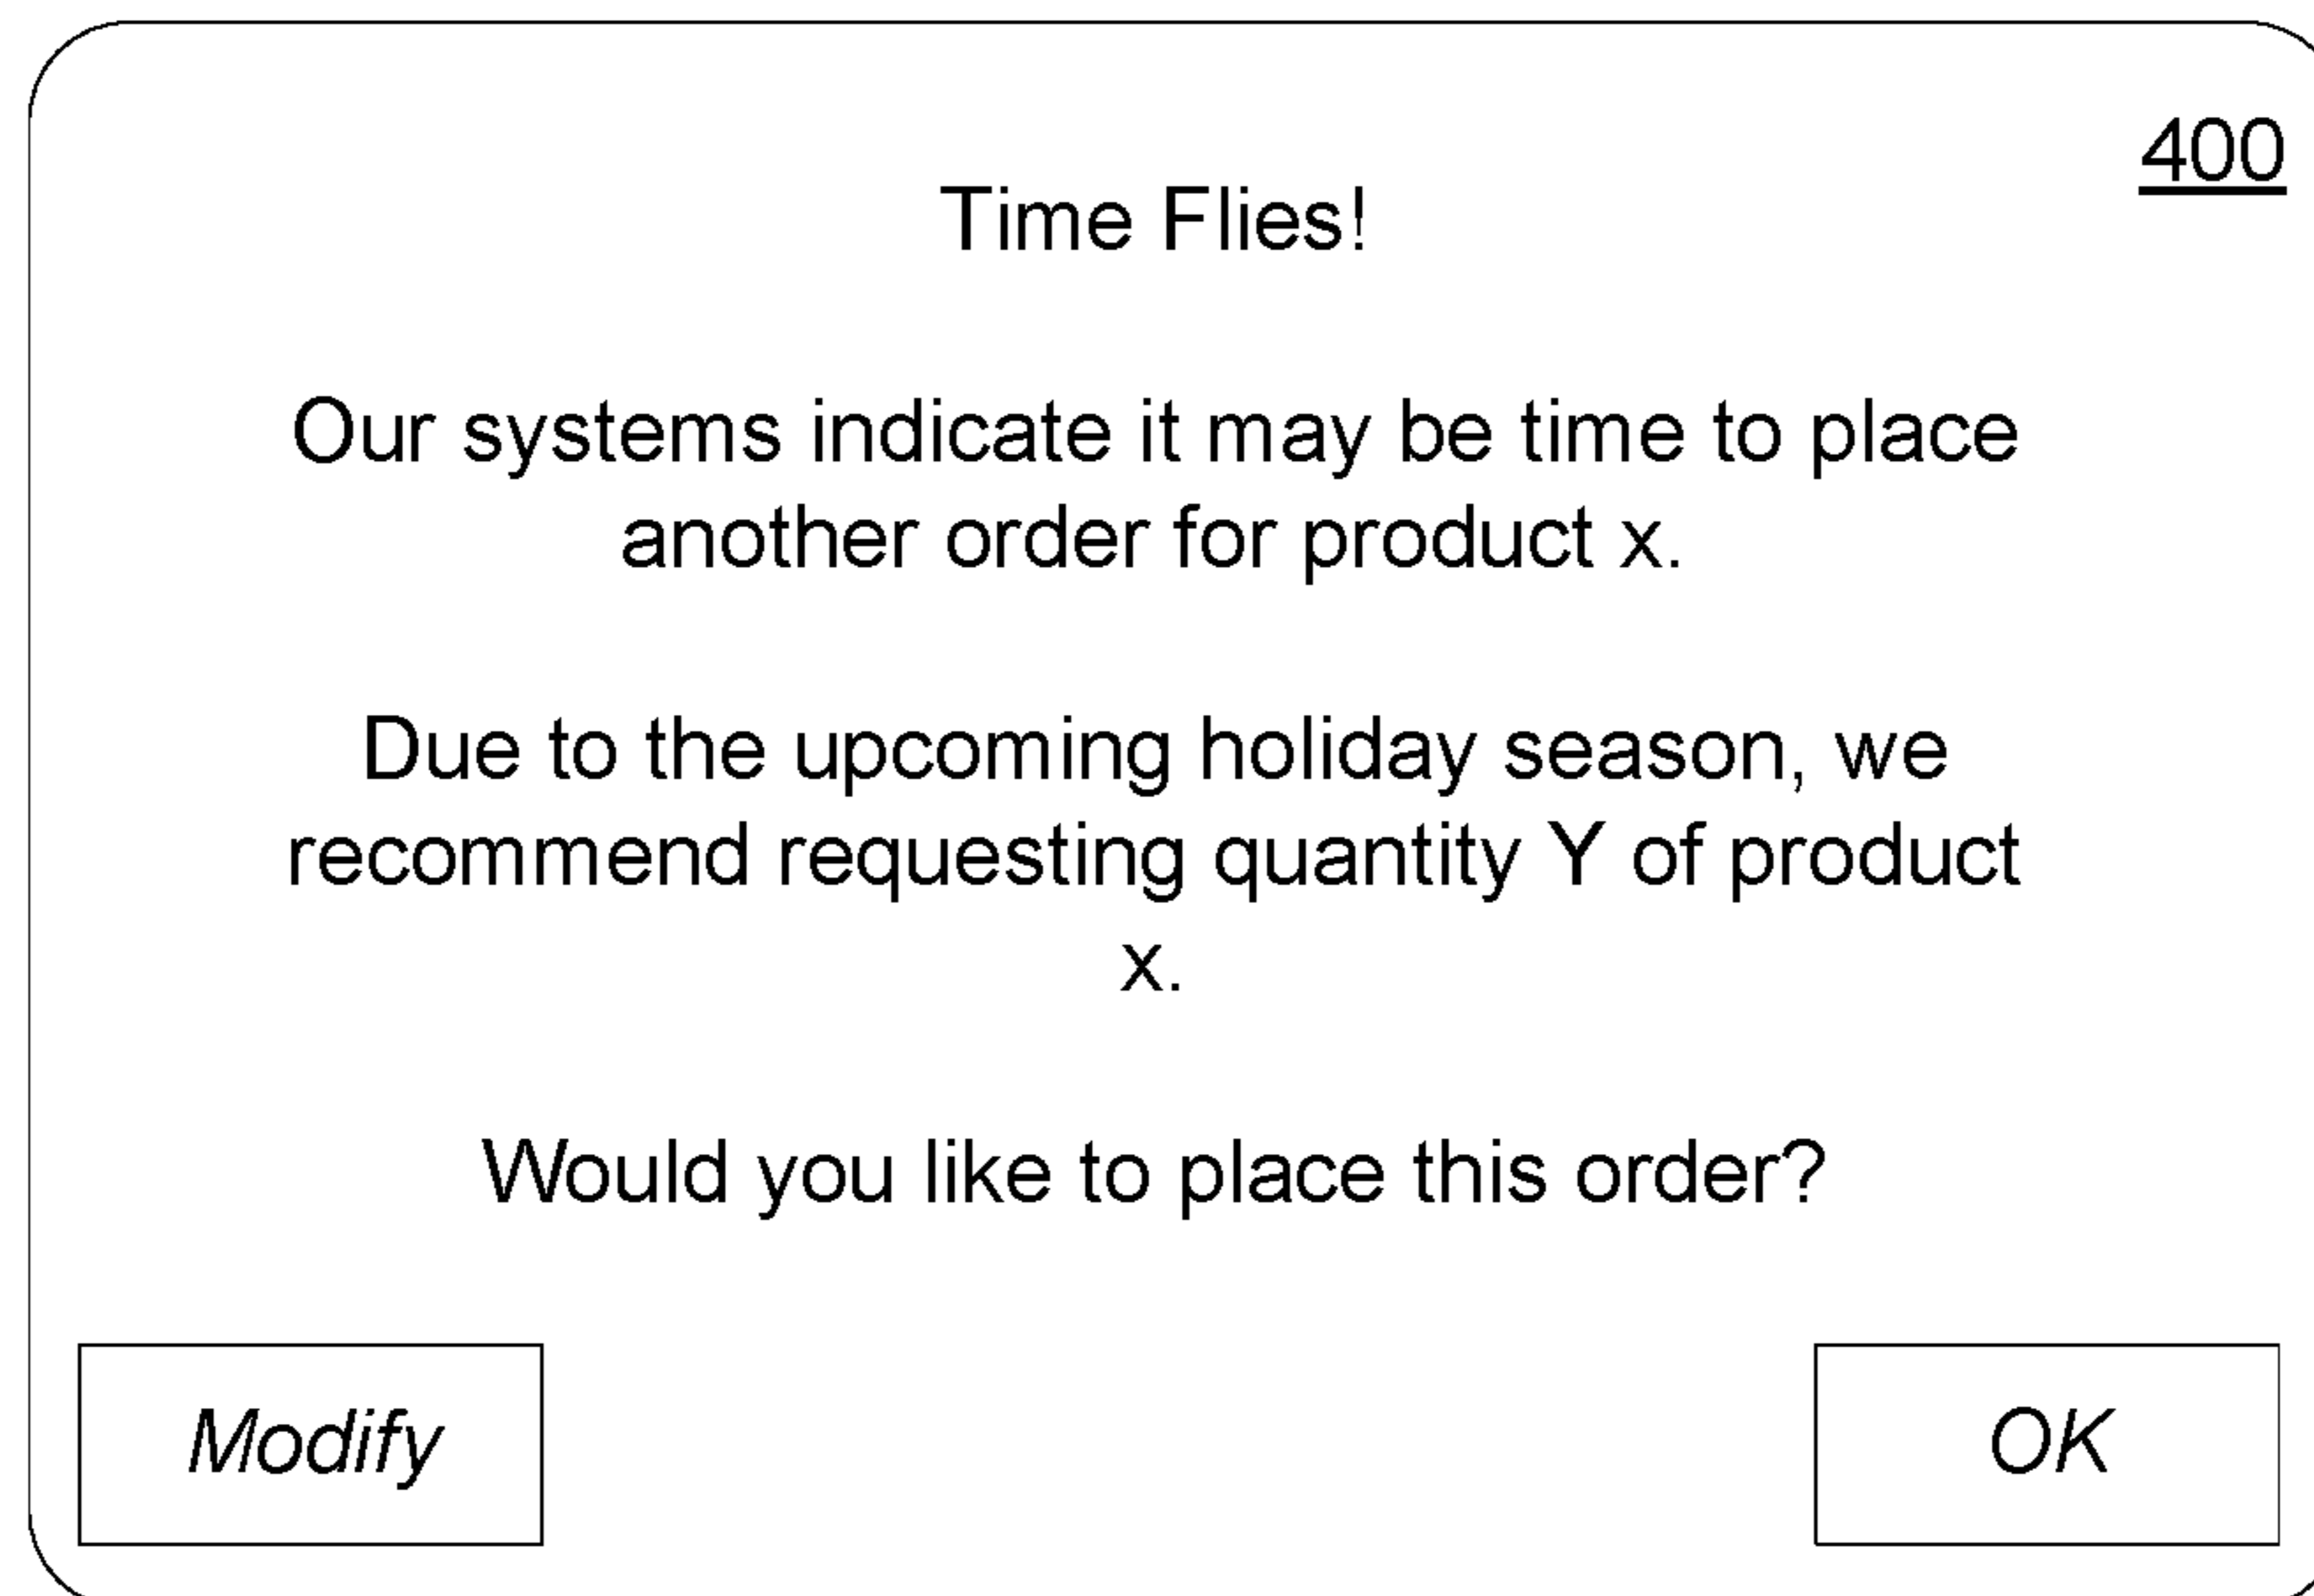 400
Time Flies!
Our systems indicate it may be time to place
another order for product x.
Due to the upcoming holiday season, we
recommend requesting quantity Y of product
x.
Would you like to place this order?
Modify
OK